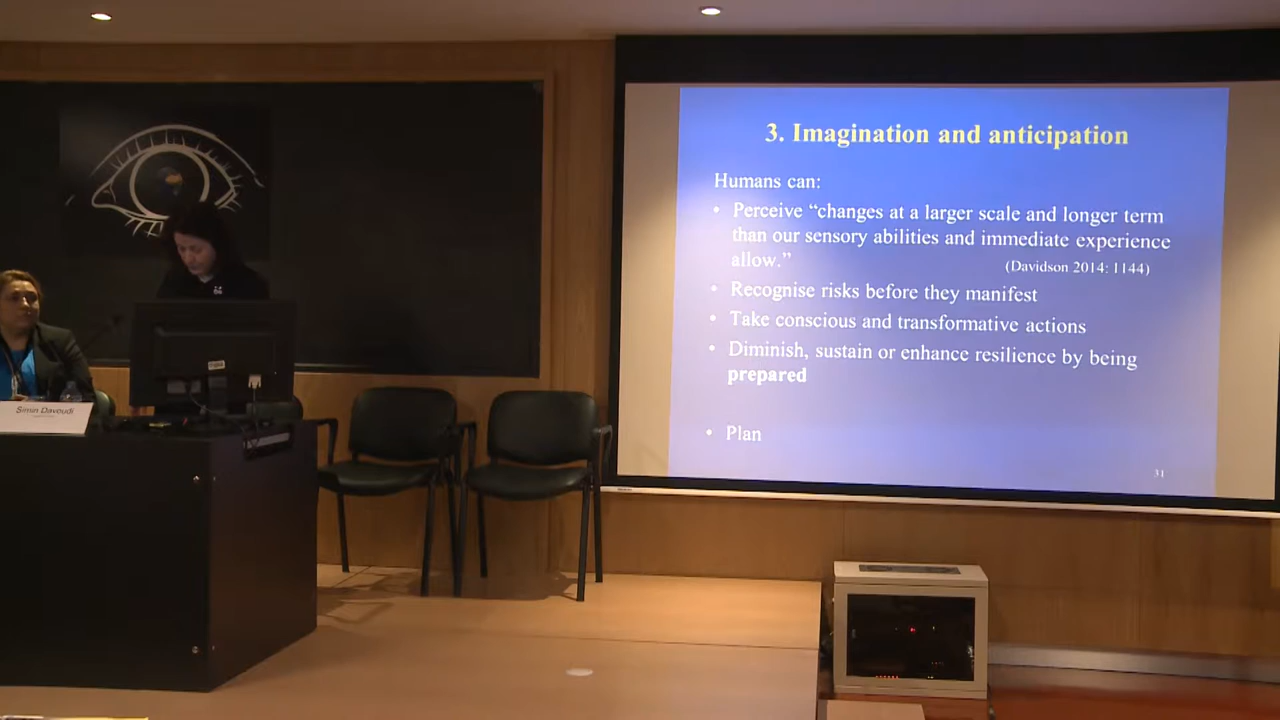 3. Imagination and anticipation
Humans can:
• Perceive “changes at a larger scale and longer term
than our sensory abilities and immediate experience
allow.” (Davidson 2014: 1144)
• Recognise risks before they manifest
• Take conscious and transformative actions
• Diminish, sustain or enhance resilience by being
prepared
• Plan
31
Simin Davoudi